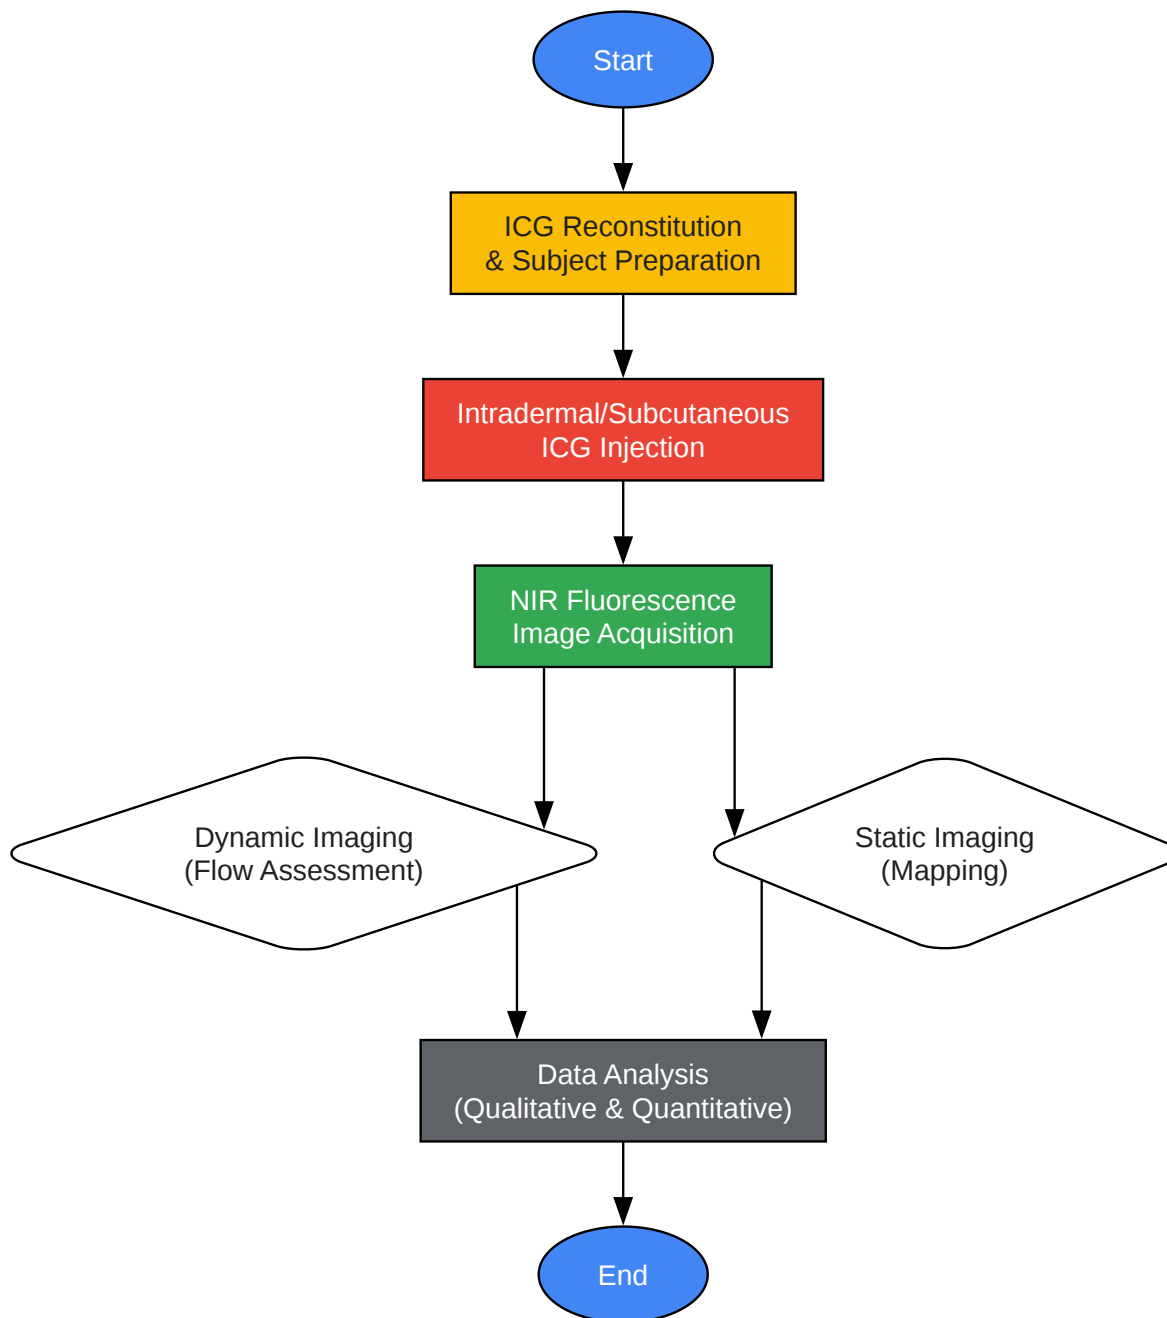 Start
ICG Reconstitution
& Subject Preparation
Intradermal/Subcutaneous
ICG Injection
NIR Fluorescence
Image Acquisition
Dynamic Imaging
(Flow Assessment)
Static Imaging
(Mapping)
Data Analysis
(Qualitative & Quantitative)
End